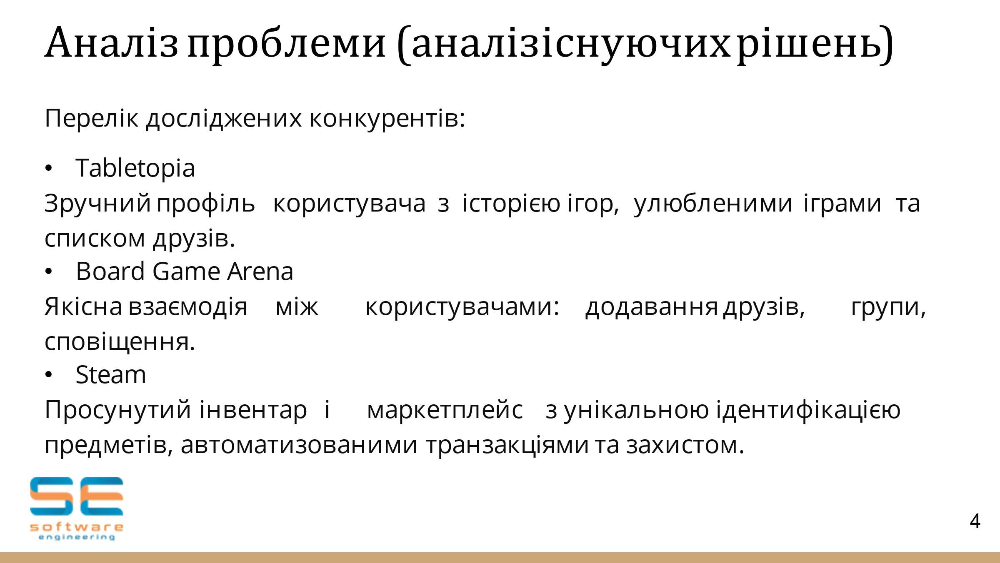 Аналіз проблеми (аналіз існуючих рішень)
Перелік досліджених конкурентів:
• Tabletopia
Зручний профіль користувача з історією ігор, улюбленими іграми та
списком друзів.
• Board Game Arena
Якісна взаємодія між користувачами: додавання друзів, групи,
сповіщення.
• Steam
Просунутий інвентар і маркетплейс з унікальною ідентифікацією
предметів, автоматизованими транзакціями та захистом.
SE
software
engineering
4